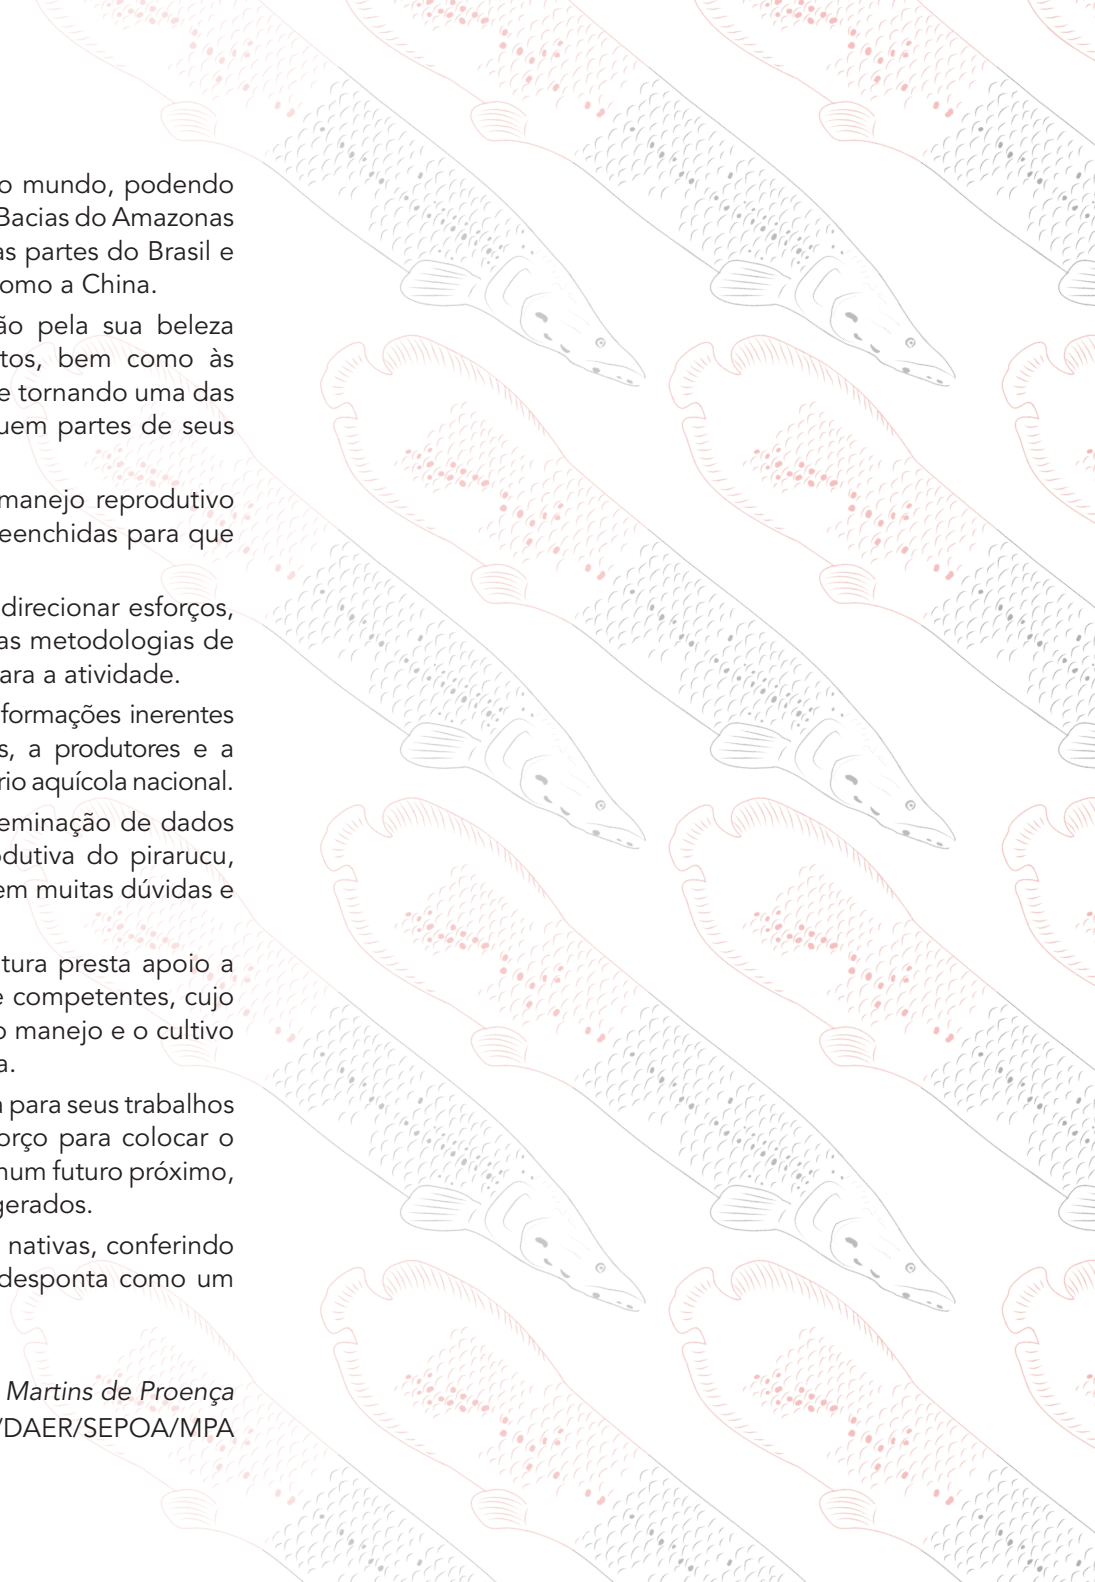 o mundo, podendo
Bacias do Amazonas
as partes do Brasil e
omo a China.
ão pela sua beleza
tos, bem como às
e tornando uma das
uem partes de seus
manejo reprodutivo
eenchidas para que
direcionar esforços,
as metodologias de
ara a atividade.
formações inerentes
s, a produtores e a
rio aquícola nacional.
eminação de dados
odutiva do pirarucu,
em muitas dúvidas e
tura presta apoio a
e competentes, cujo
o manejo e o cultivo
a.
a para seus trabalhos
orço para colocar o
num futuro próximo,
gerados.
nativas, conferindo
desponta como um
Martins de Proença
/DAER/SEPOA/MPA